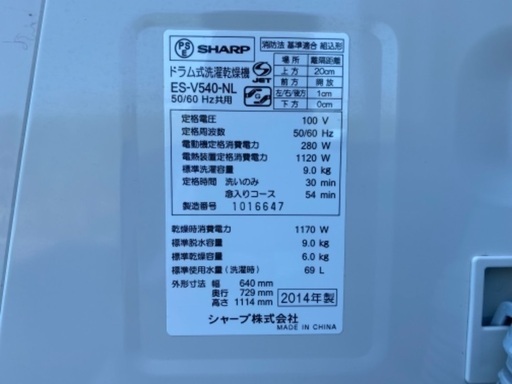 PS E SHARP
消防法 基準適合 組込形
ドラム式洗濯乾燥機
JET
ES-V540-NL
50/60 Hz共用
場所 離隔距離
上方 20cm
前方 開放
左/右/後方 1cm
下方 0cm
定格電圧 100 V
定格周波数 50/60 Hz
電動機定格消費電力 280 W
電熱装置定格消費電力 1120 W
標準洗濯容量 9.0 kg
定格時間 洗いのみ 30 min
念入りコース 54 min
製造番号 1016647
乾燥時消費電力 1170 W
標準脱水容量 9.0 kg
標準乾燥容量 6.0 kg
標準使用水量(洗濯時) 69 L
外形寸法 幅 640 mm
奥行 729 mm
高さ 1114 mm
2014年製
シャープ株式会社
MADE IN CHINA